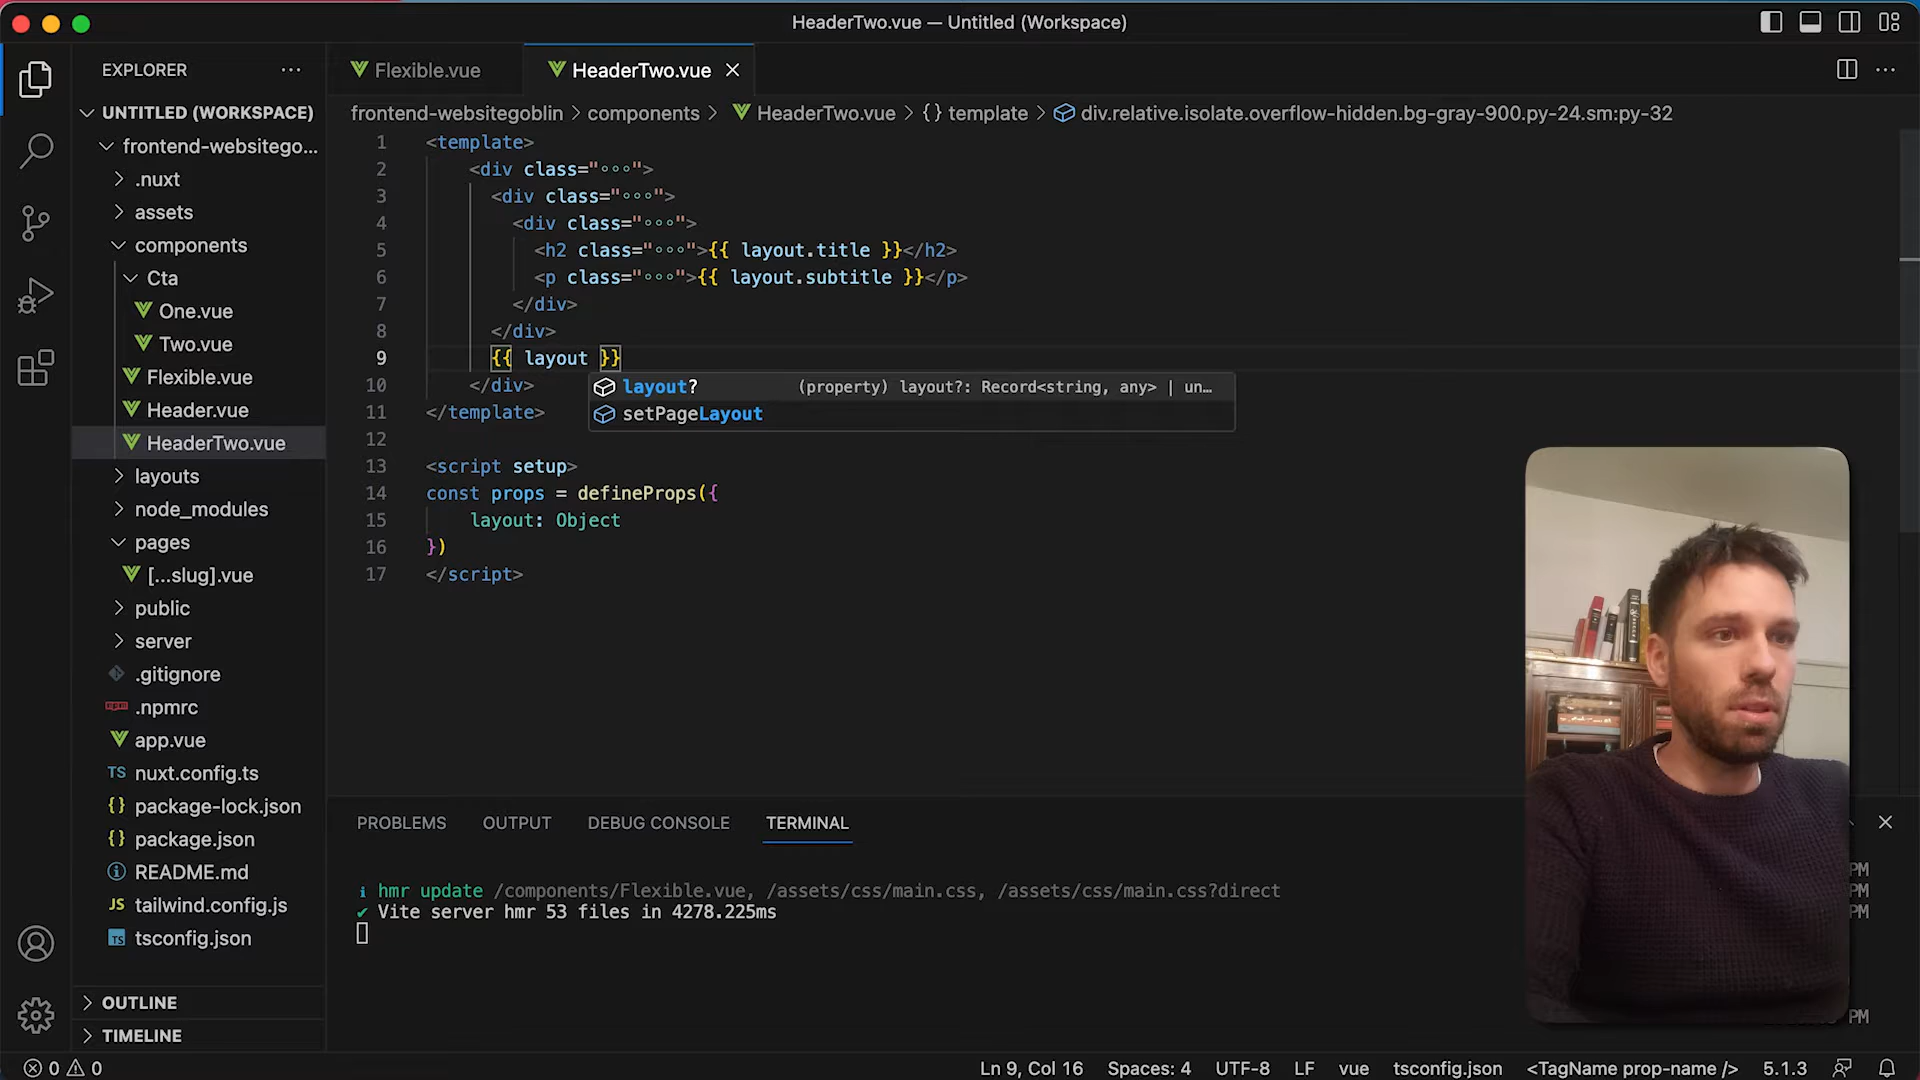 HeaderTwo.vue — Untitled (Workspace)
EXPLORER
UNTITLED (WORKSPACE)
frontend-websitego...
.nuxt
assets
components
Cta
One.vue
Two.vue
Flexible.vue
Header.vue
HeaderTwo.vue
layouts
node_modules
pages
[...slug].vue
public
server
.gitignore
.npmrc
app.vue
TS nuxt.config.ts
{} package-lock.json
{} package.json
README.md
JS tailwind.config.js
TS tsconfig.json
OUTLINE
TIMELINE
Flexible.vue
HeaderTwo.vue
frontend-websitegoblin > components > HeaderTwo.vue > {} template > div.relative.isolate.overflow-hidden.bg-gray-900.py-24.sm:py-32
1 <template>
2 <div class="•••">
3 <div class="•••">
4 <div class="•••">
5 <h2 class="•••">{{ layout.title }}</h2>
6 <p class="•••">{{ layout.subtitle }}</p>
7 </div>
8 </div>
9 {{ layout }}
10 </div>
11 </template>
12
13 <script setup>
14 const props = defineProps({
15 layout: Object
16 })
17 </script>
layout? (property) layout?: Record<string, any> | un...
setPageLayout
PROBLEMS OUTPUT DEBUG CONSOLE TERMINAL
i hmr update /components/Flexible.vue, /assets/css/main.css, /assets/css/main.css?direct
✔ Vite server hmr 53 files in 4278.225ms
PM
PM
PM
PM
0 0
Ln 9, Col 16 Spaces: 4 UTF-8 LF vue tsconfig.json <TagName prop-name /> 5.1.3